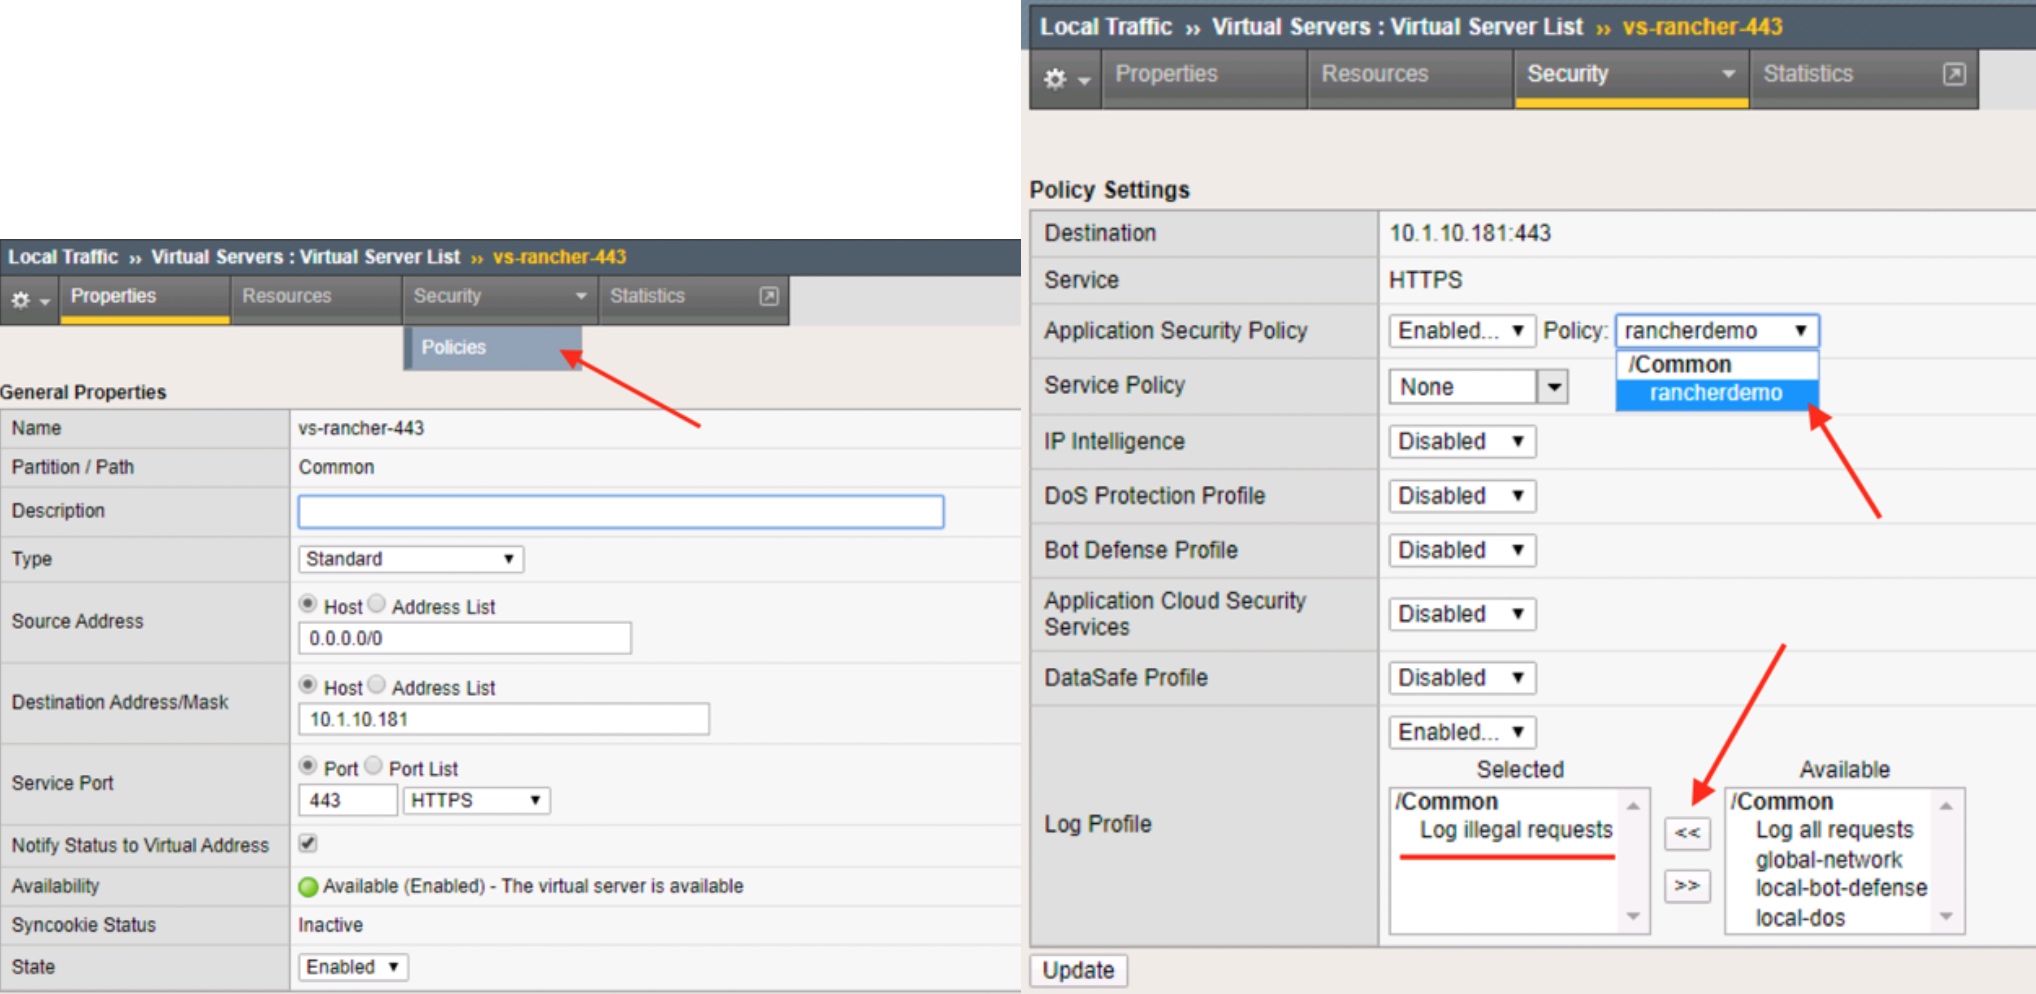 Local Traffic ›› Virtual Servers : Virtual Server List ›› vs-rancher-443
Properties Resources Security Statistics
Policies
General Properties
Name vs-rancher-443
Partition / Path Common
Description
Type Standard
Source Address Host Address List
0.0.0.0/0
Destination Address/Mask Host Address List
10.1.10.181
Service Port Port Port List
443 HTTPS
Notify Status to Virtual Address
Availability Available (Enabled) - The virtual server is available
Syncookie Status Inactive
State Enabled
Local Traffic ›› Virtual Servers : Virtual Server List ›› vs-rancher-443
Properties Resources Security Statistics
Policy Settings
Destination 10.1.10.181:443
Service HTTPS
Application Security Policy Enabled... Policy: rancherdemo
/Common
rancherdemo
Service Policy None
IP Intelligence Disabled
DoS Protection Profile Disabled
Bot Defense Profile Disabled
Application Cloud Security
Services Disabled
DataSafe Profile Disabled
Log Profile Enabled...
Selected Available
/Common /Common
Log illegal requests << Log all requests
global-network
>> local-bot-defense
local-dos
Update